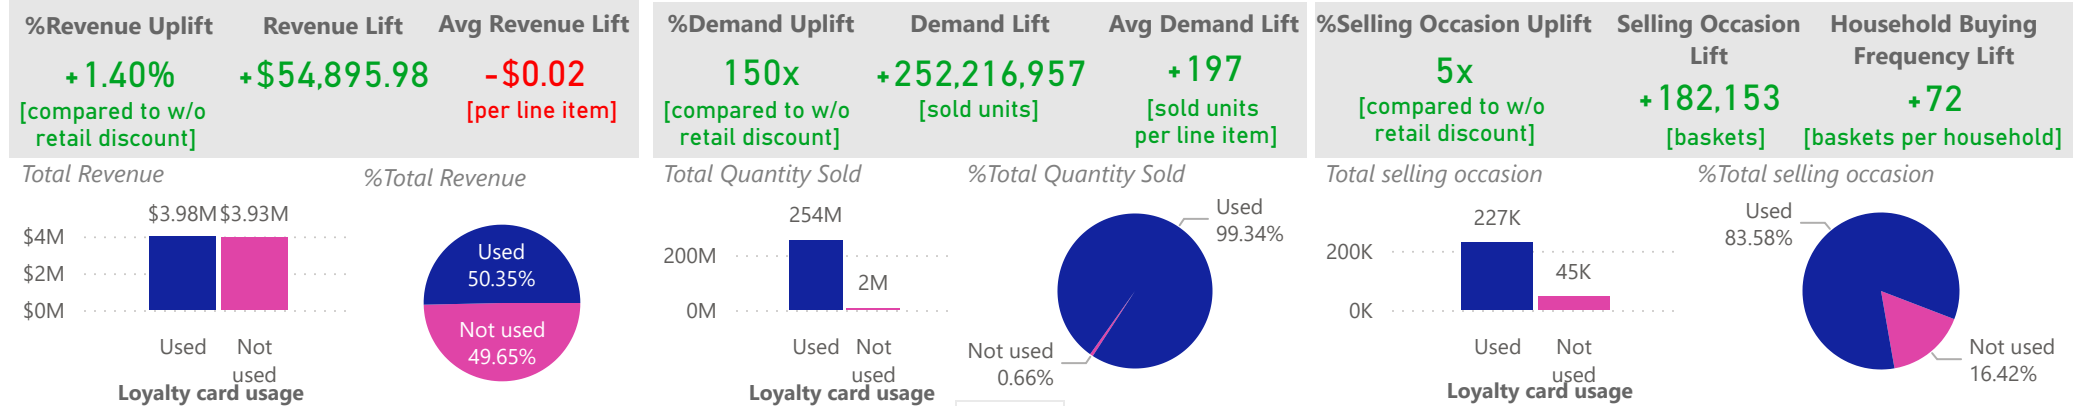 %Revenue Uplift
+1.40%
[compared to w/o
retail discount]
Revenue Lift
+$54,895.98
Avg Revenue Lift
-$0.02
[per line item]
%Demand Uplift
150x
[compared to w/o
retail discount]
Demand Lift
+252,216,957
[sold units]
Avg Demand Lift
+197
[sold units
per line item]
%Selling Occasion Uplift
5x
[compared to w/o
retail discount]
Selling Occasion
Lift
+182,153
[baskets]
Household Buying
Frequency Lift
+72
[baskets per household]
Total Revenue
$3.98M
$3.93M
$4M
$2M
$0M
Used
Not
used
Loyalty card usage
%Total Revenue
Used
50.35%
Not used
49.65%
Total Quantity Sold
254M
200M
2M
0M
Used
Not
used
Loyalty card usage
%Total Quantity Sold
Used
99.34%
Not used
0.66%
Total selling occasion
227K
200K
45K
0K
Used
Not
used
Loyalty card usage
%Total selling occasion
Used
83.58%
Not used
16.42%